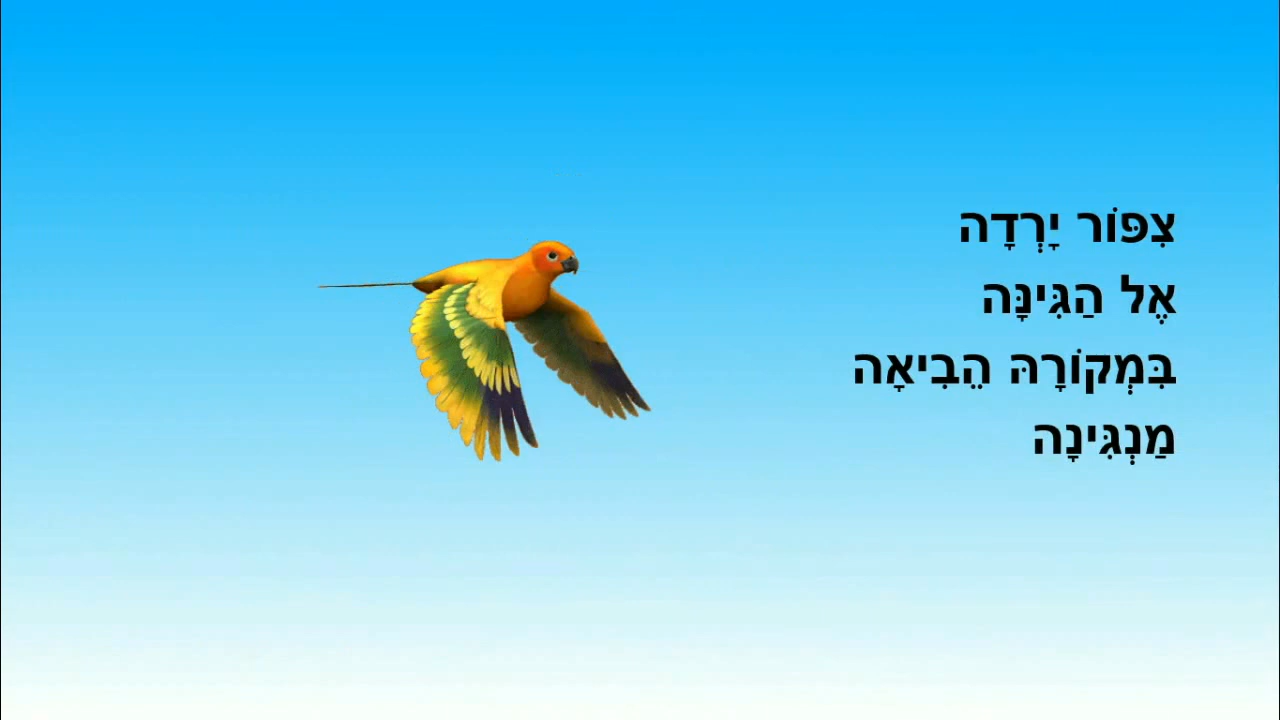 צִפּוֹר יָרְדָה
אֶל הַגִּינָּה
בִּמְקוֹרָהּ הֵבִיאָה
מַנְגִּינָה